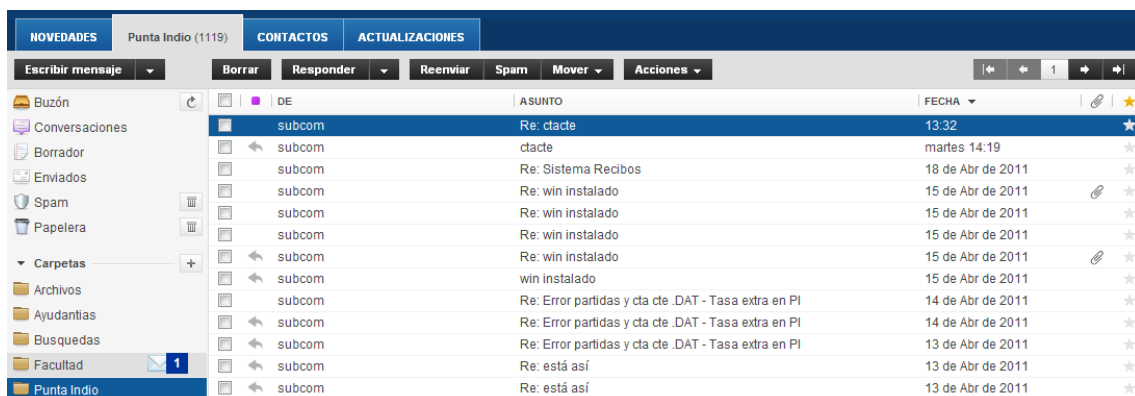 NOVEDADES Punta Indio (1119) CONTACTOS ACTUALIZACIONES
Escribir mensaje Borrar Responder Reenviar Spam Mover Acciones 1
Buzón DE ASUNTO FECHA
Conversaciones subcom Re: ctacte 13:32
Borrador subcom ctacte martes 14:19
Enviados subcom Re: Sistema Recibos 18 de Abr de 2011
Spam subcom Re: win instalado 15 de Abr de 2011
subcom Re: win instalado 15 de Abr de 2011
Papelera subcom Re: win instalado 15 de Abr de 2011
Carpetas subcom Re: win instalado 15 de Abr de 2011
Archivos subcom win instalado 15 de Abr de 2011
Ayudantias subcom Re: Error partidas y cta cte .DAT - Tasa extra en PI 14 de Abr de 2011
subcom Re: Error partidas y cta cte .DAT - Tasa extra en PI 14 de Abr de 2011
Busquedas subcom Re: Error partidas y cta cte .DAT - Tasa extra en PI 13 de Abr de 2011
Facultad 1 subcom Re: está así 13 de Abr de 2011
Punta Indio subcom Re: está así 13 de Abr de 2011